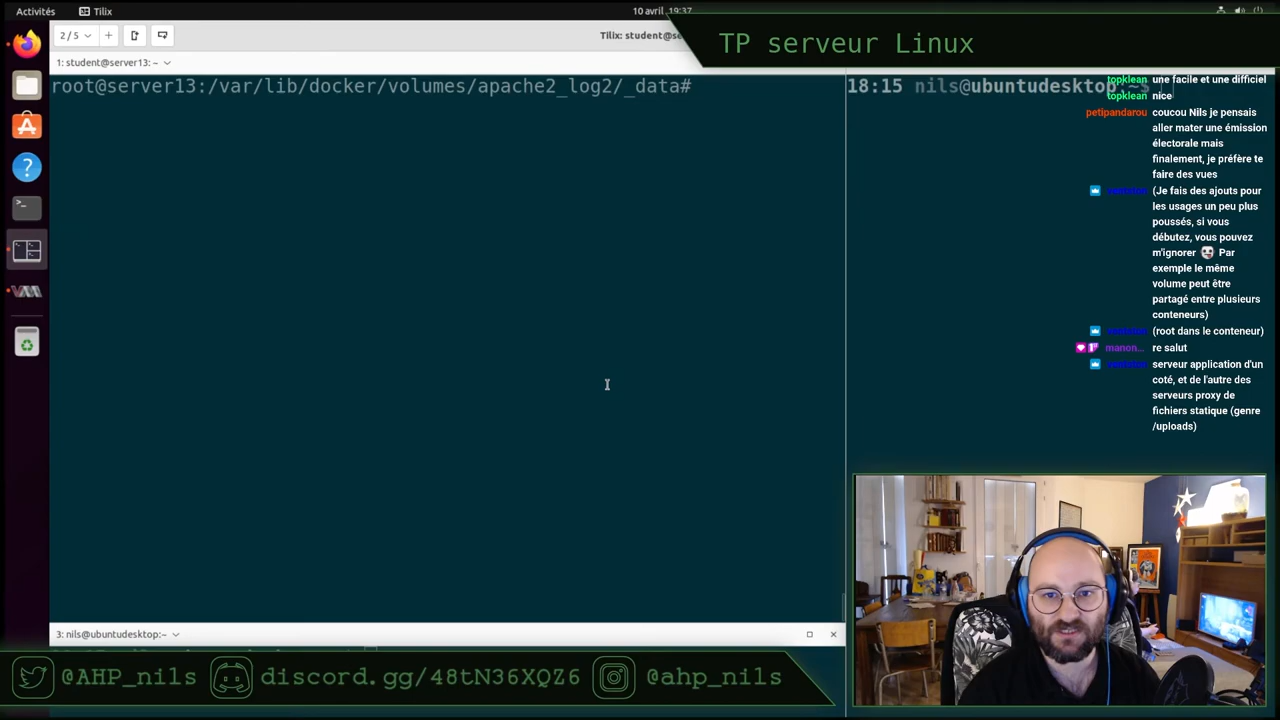 Activités
Tilix
10 avril 19:37
2/5
Tilix: student@se
TP serveur Linux
1: student@server13: ~
root@server13:/var/lib/docker/volumes/apache2_log2/_data#
18:15 nils@ubuntudesktop:~$
topklean une facile et une difficiel
topklean nice
petipandarou coucou Nils je pensais
aller mater une émission
électorale mais
finalement, je préfère te
faire des vues
(Je fais des ajouts pour
les usages un peu plus
poussés, si vous
débutez, vous pouvez
m'ignorer Par
exemple le même
volume peut être
partagé entre plusieurs
conteneurs)
(root dans le conteneur)
manon... re salut
serveur application d'un
coté, et de l'autre des
serveurs proxy de
fichiers statique (genre
/uploads)
3: nils@ubuntudesktop:~
@AHP_nils
discord.gg/48tN36XQZ6
@ahp_nils